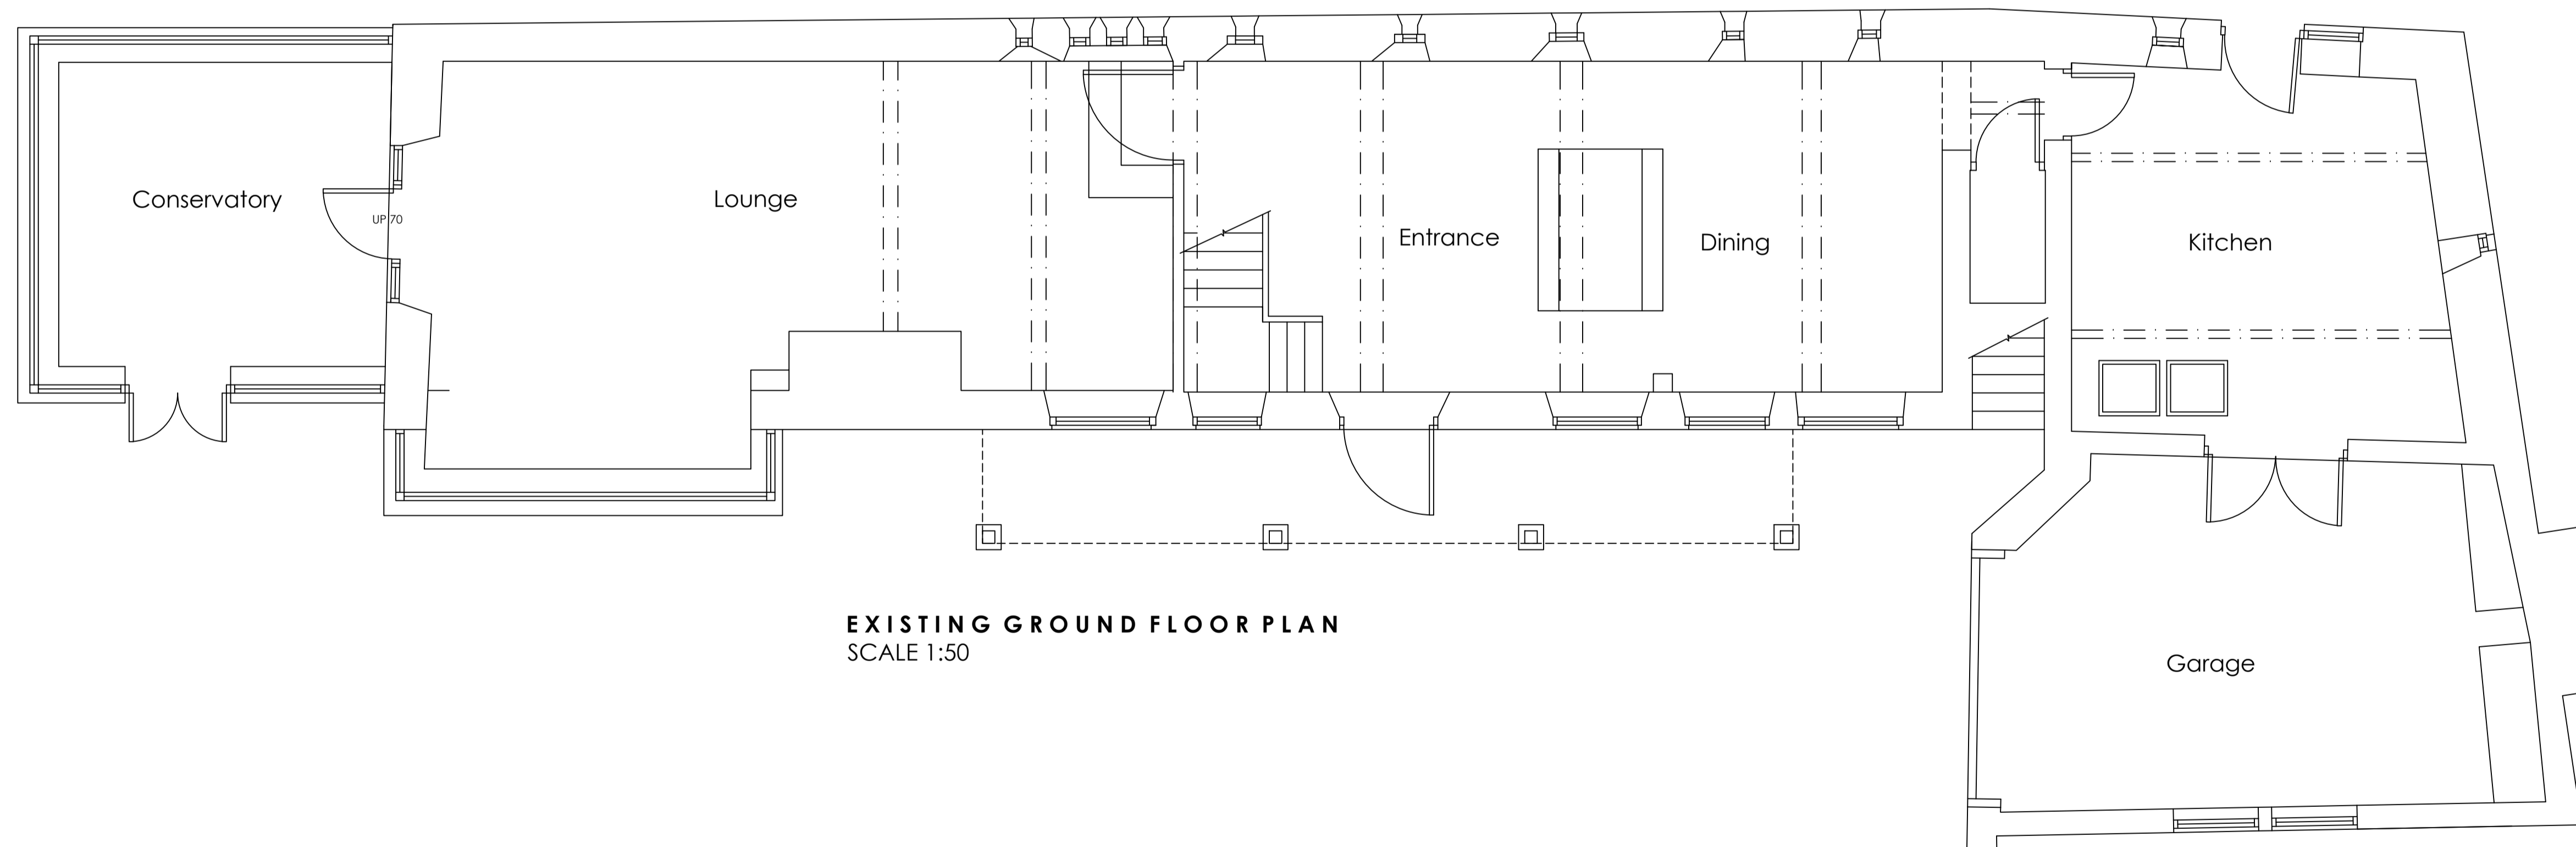 Conservatory
UP 70
Lounge
Entrance
Dining
Kitchen
EXISTING GROUND FLOOR PLAN
SCALE 1:50
Garage